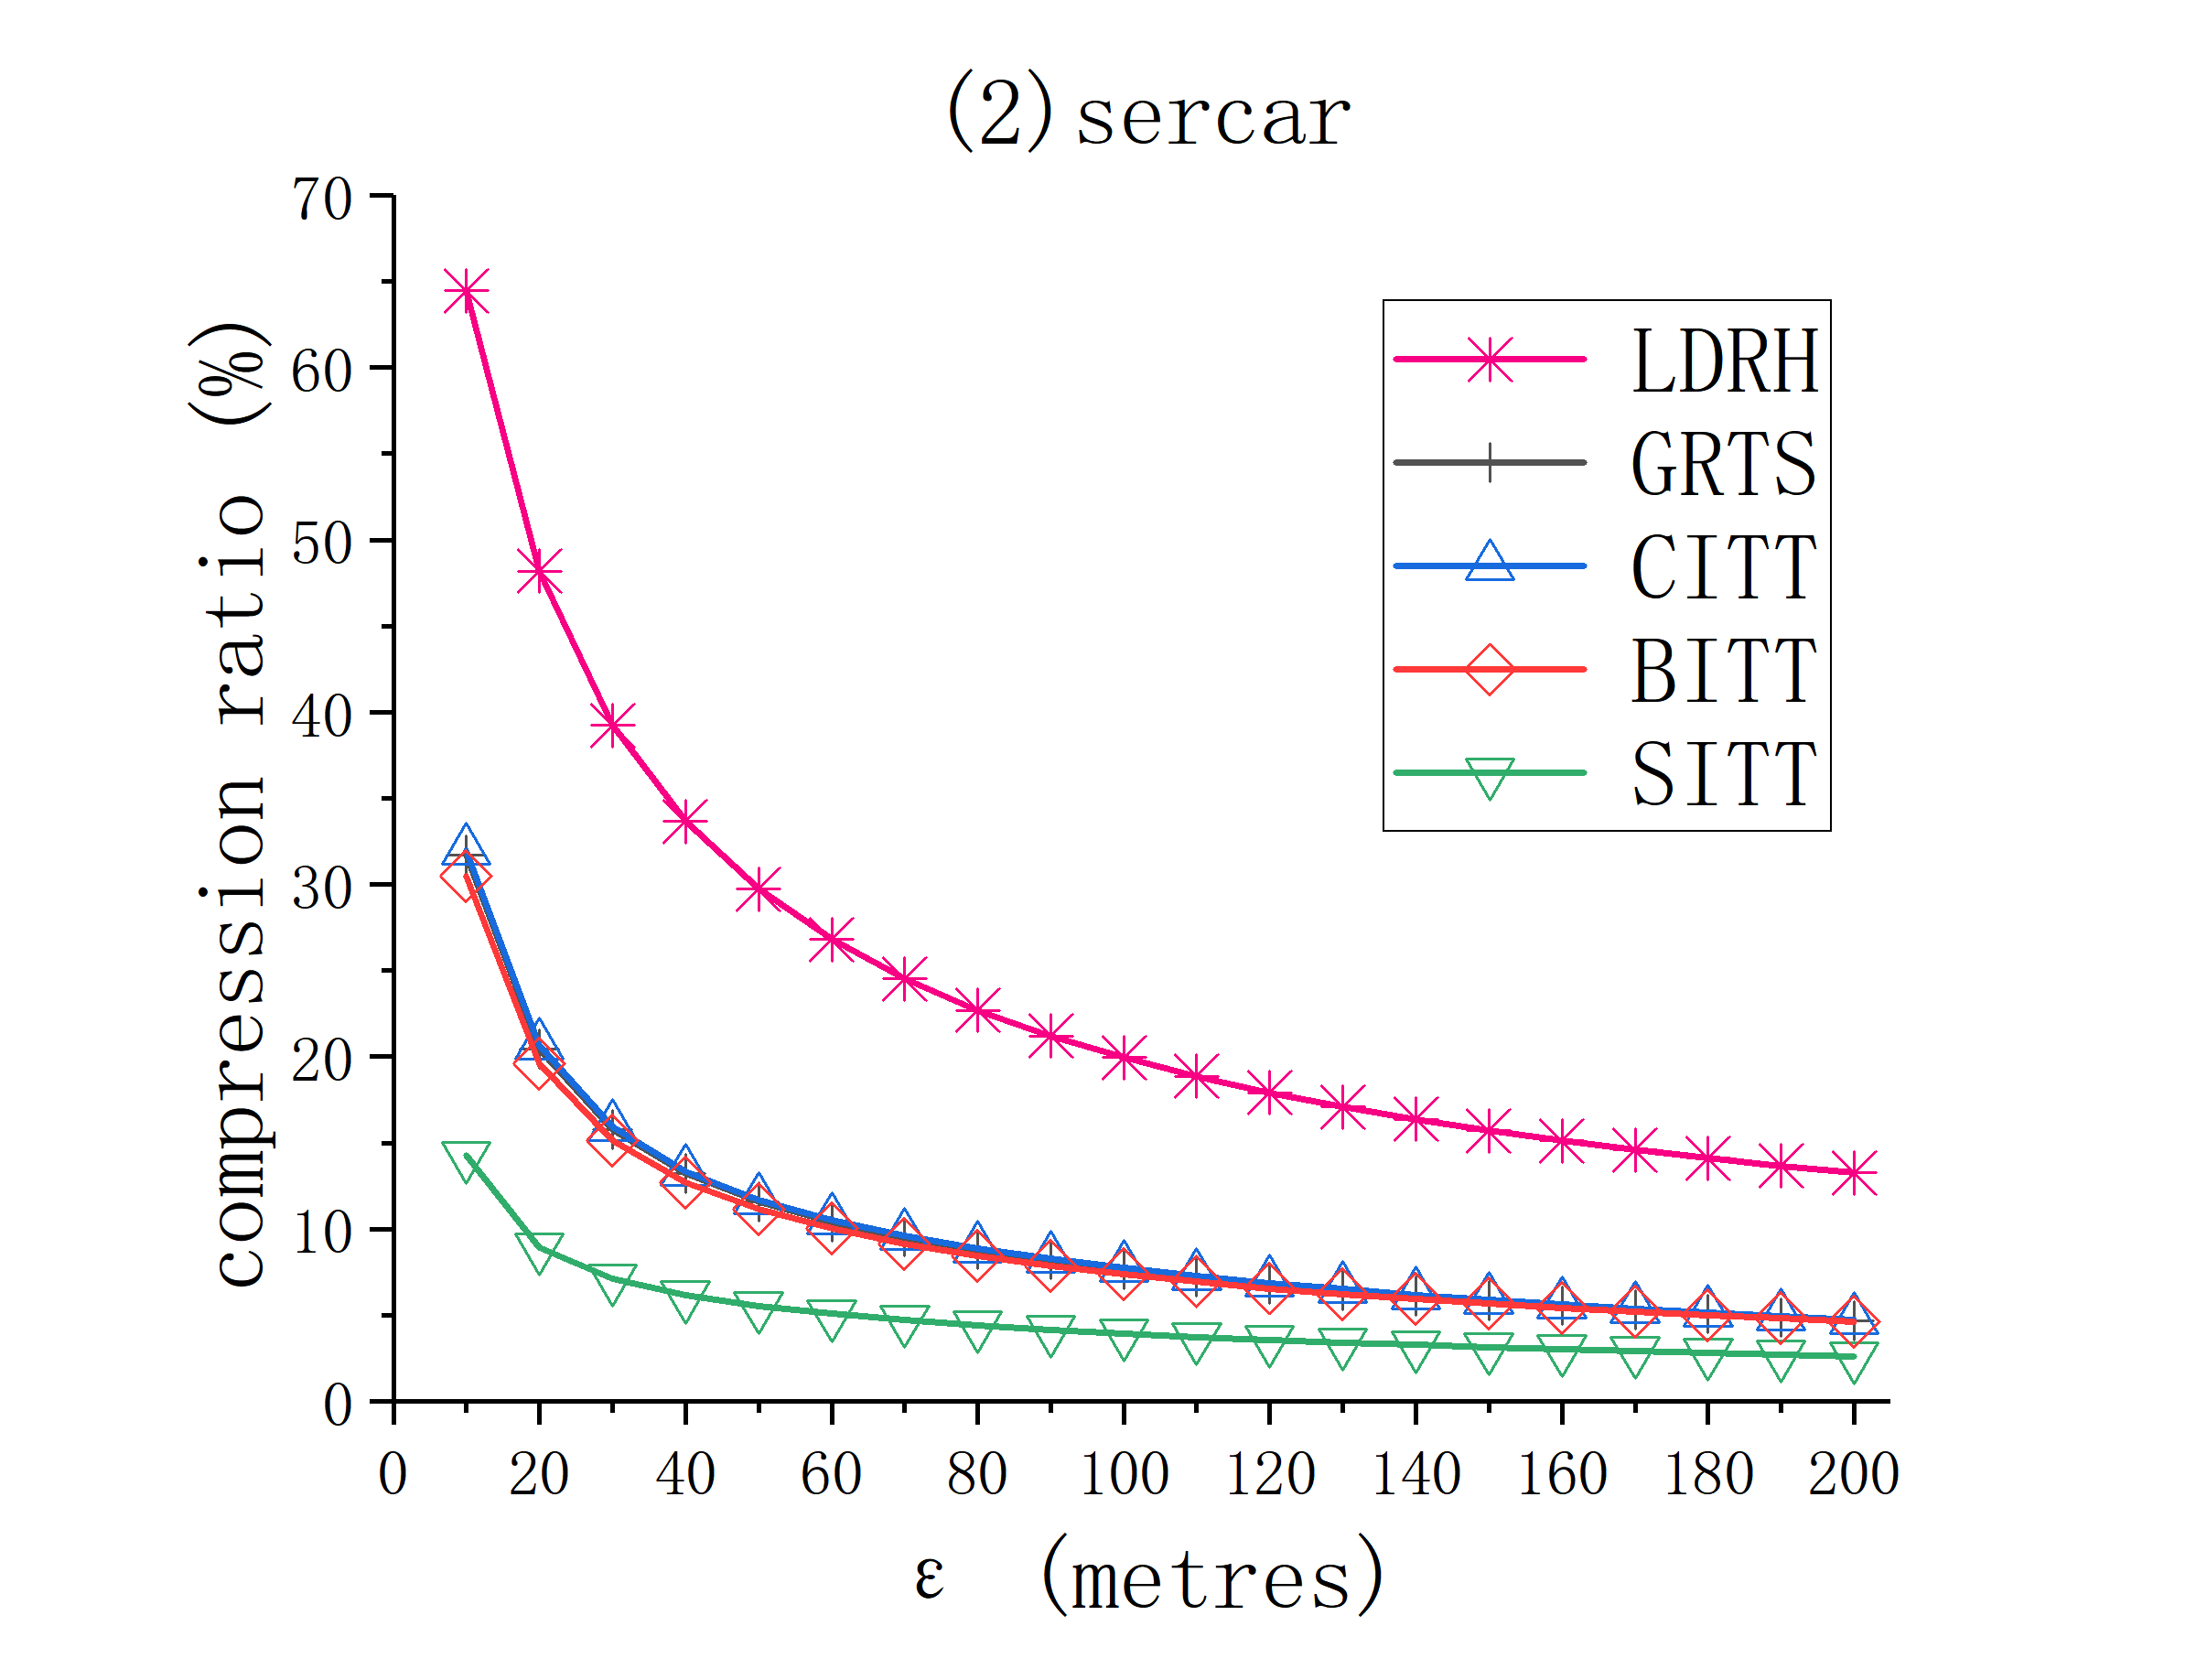 (2)sercar
compression ratio (%)
70
60
50
40
30
20
10
0
LDRH
GRTS
CITT
BITT
SITT
0 20 40 60 80 100 120 140 160 180 200
ε (metres)